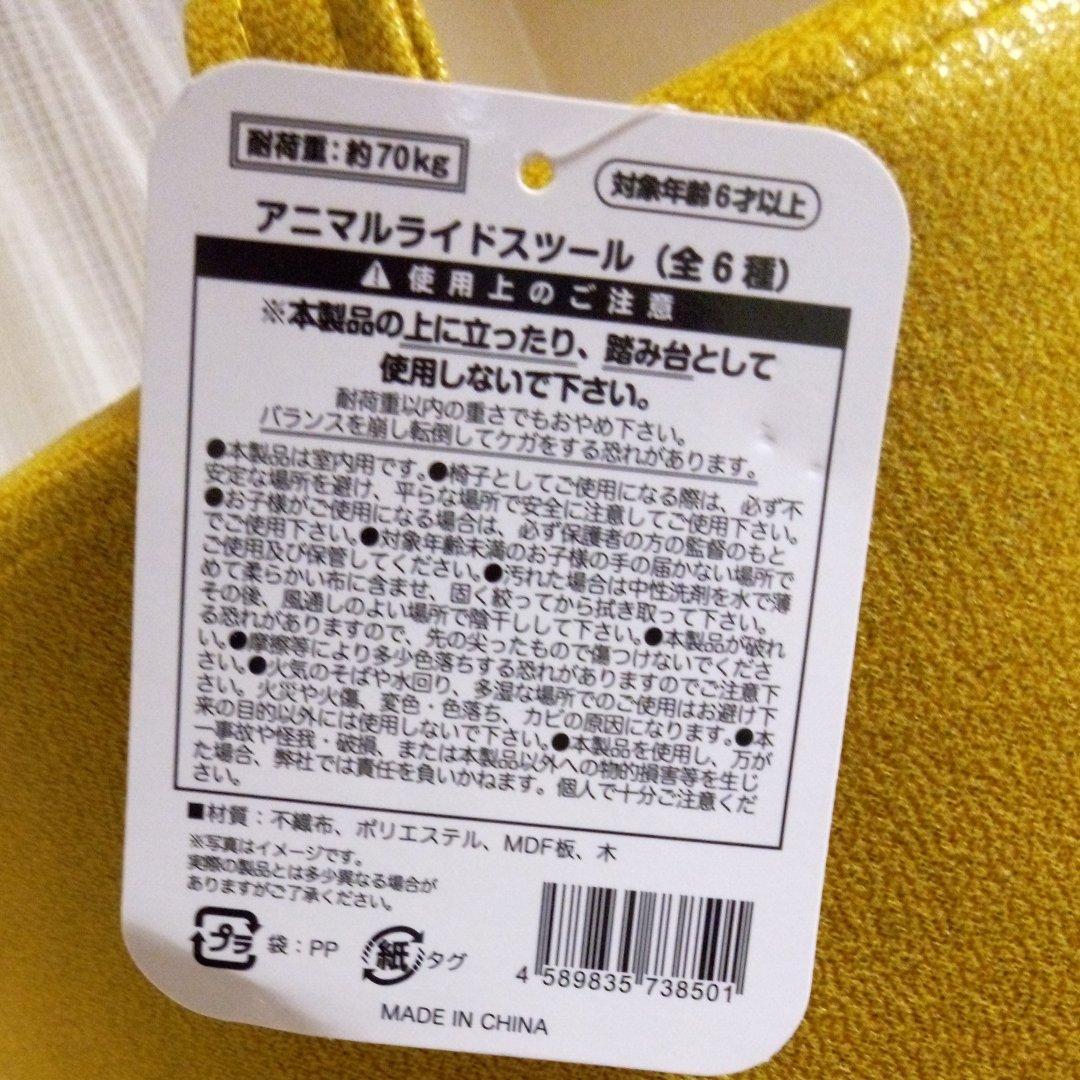 耐荷重:約70kg
対象年齢6才以上
アニマルライドスツール(全6種)
使用上のご注意
※本製品の上に立ったり、踏み台として
使用しないで下さい。
耐荷重以内の重さでもおやめ下さい。
バランスを崩し転倒してケガをする恐れがあります。
●本製品は室内用です。●椅子としてご使用になる際は、必ず不
安定な場所を避け、平らな場所で安全に注意してご使用下さい。
●お子様がご使用になる場合は、必ず保護者の方の監督のもと
でご使用下さい。●対象年齢未満のお子様の手の届かない場所で
ご使用及び保管してください。●汚れた場合は中性洗剤を水で薄
めて柔らかい布に含ませ、固く絞ってから拭き取って下さい。
その後、風通しのよい場所で陰干しして下さい。●本製品が破れ
る恐れがありますので、先の尖ったもので傷つけないでくださ
い。●摩擦等により多少色落ちする恐れがありますのでご注意下
さい。●火気のそばや水回り、多湿な場所でのご使用はお避け下
さい。火災や火傷、変色・色落ち、カビの原因になります。●本
来の目的以外には使用しないで下さい。●本製品を使用し、万が
一事故や怪我・破損、または本製品以外への物的損害等を生じ
た場合、弊社では責任を負いかねます。個人で十分ご注意くだ
さい。
■材質:不織布、ポリエステル、MDF板、木
※写真はイメージです。
実際の製品とは多少異なる場合が
ありますがご了承ください。
プラ 袋:PP 紙 タグ
4 589835 738501
MADE IN CHINA